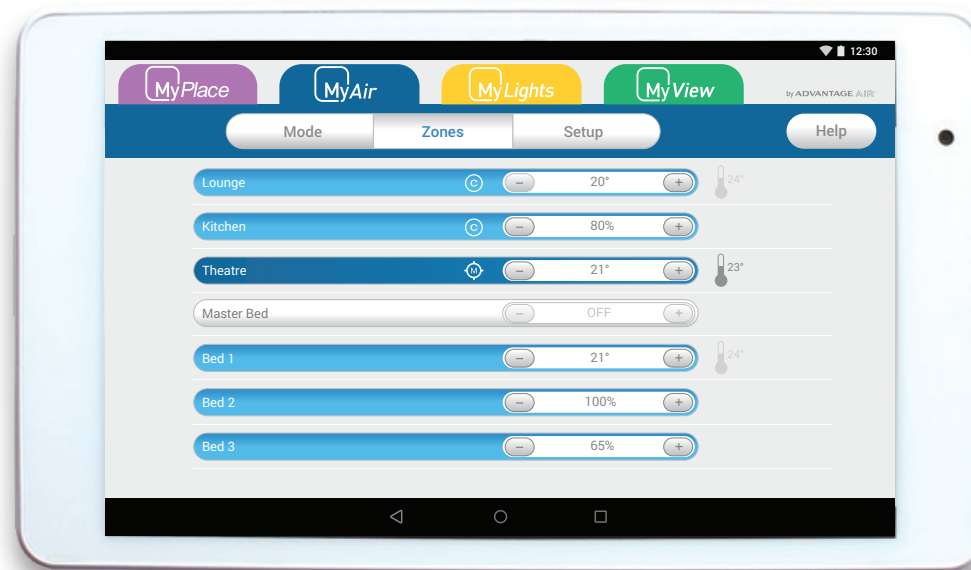 12:30
MyPlace MyAir MyLights MyView by ADVANTAGE AIR
Mode Zones Setup Help
Lounge C − 20° + 24°
Kitchen C − 80% +
Theatre M − 21° + 23°
Master Bed − OFF +
Bed 1 − 21° + 24°
Bed 2 − 100% +
Bed 3 − 65% +